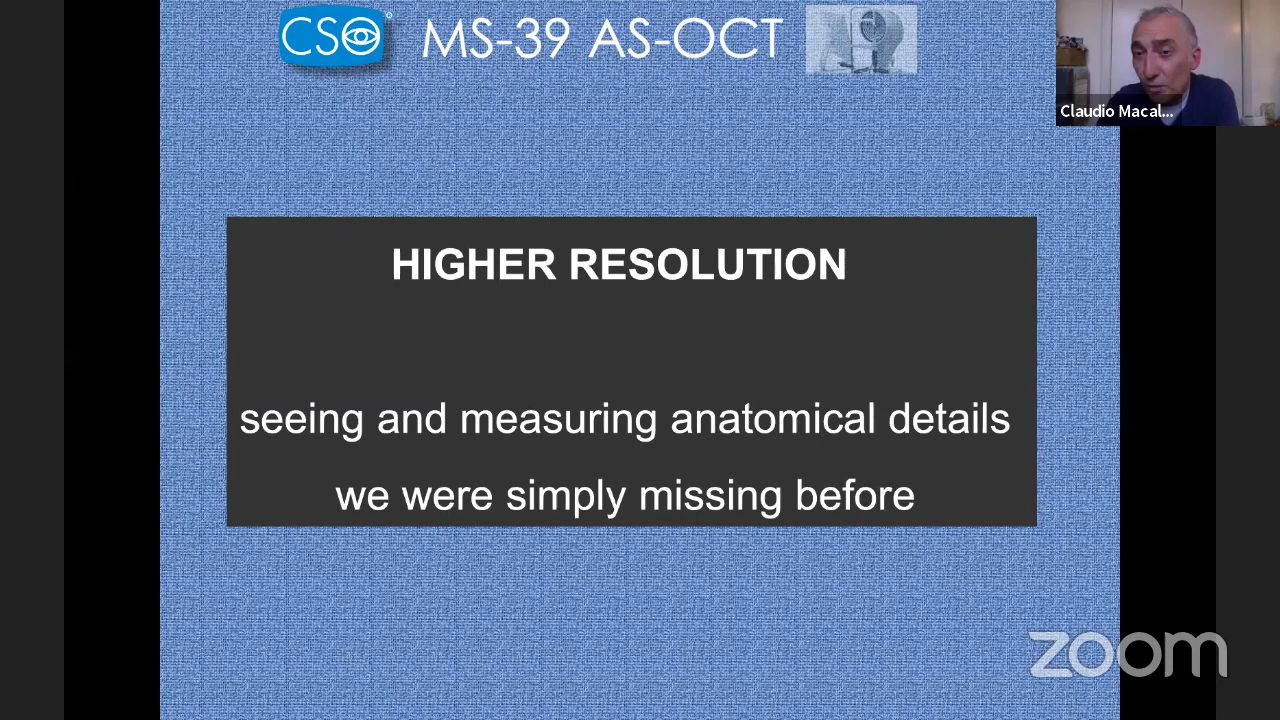 CSO® MS-39 AS-OCT
Claudio Macal...
HIGHER RESOLUTION
seeing and measuring anatomical details
we were simply missing before
zoom